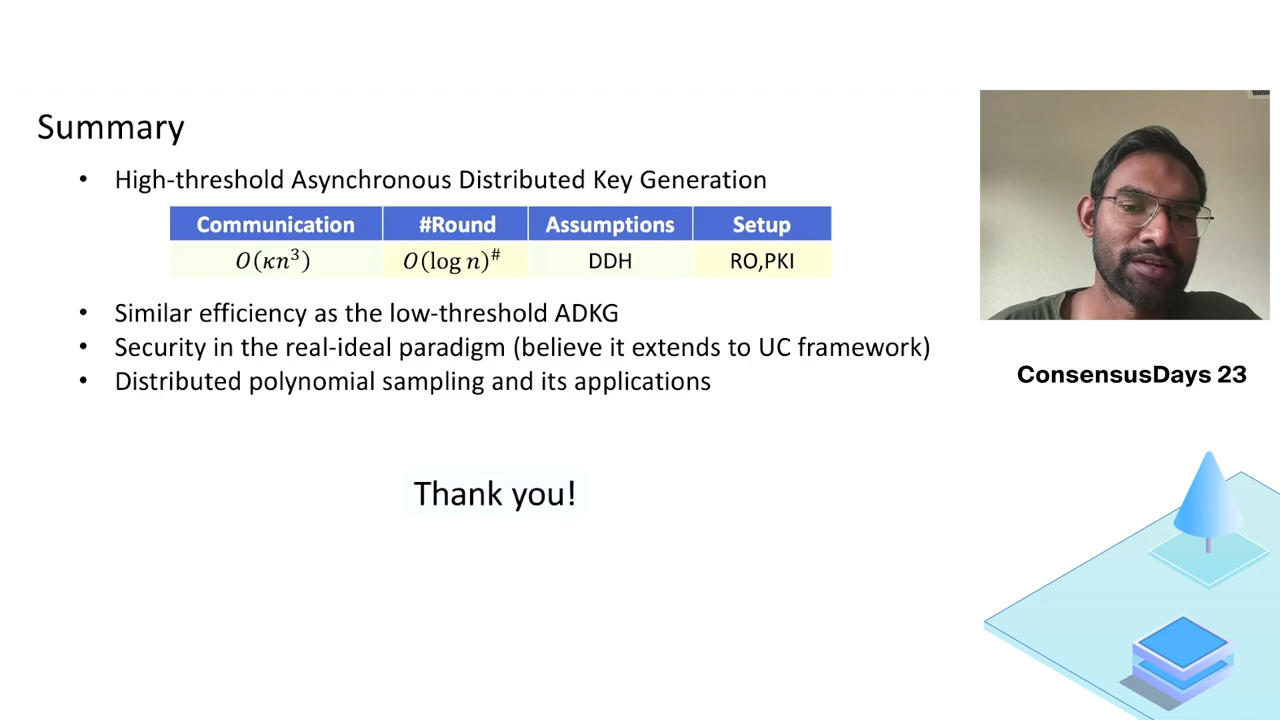 Summary
• High-threshold Asynchronous Distributed Key Generation
Communication #Round Assumptions Setup
O(κn³) O(log n)# DDH RO,PKI
• Similar efficiency as the low-threshold ADKG
• Security in the real-ideal paradigm (believe it extends to UC framework)
• Distributed polynomial sampling and its applications
Thank you!
ConsensusDays 23